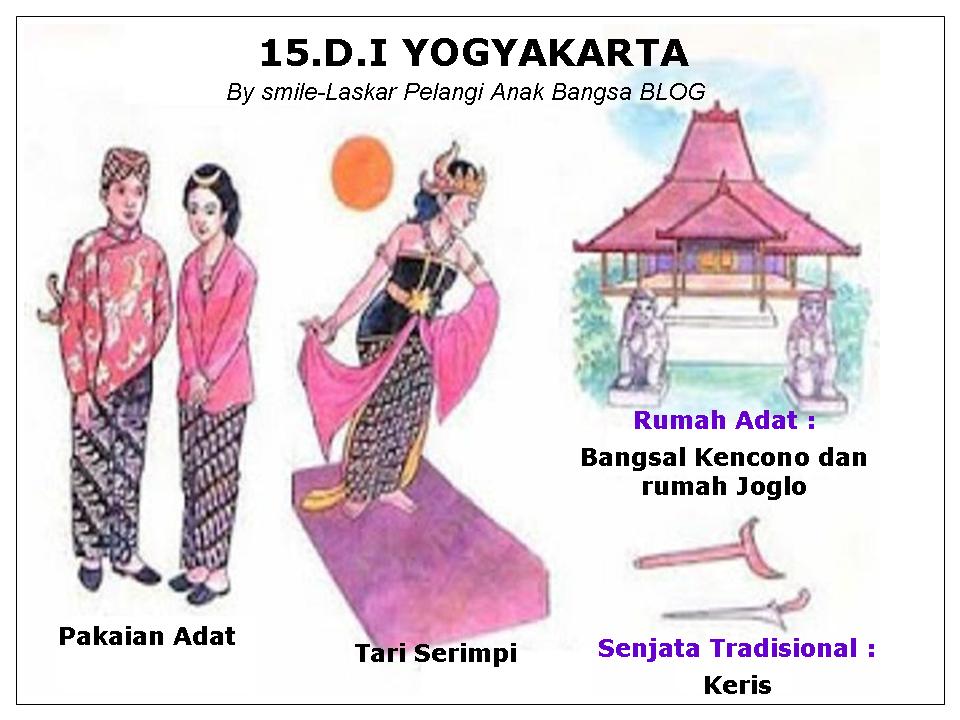 15.D.I YOGYAKARTA
By smile-Laskar Pelangi Anak Bangsa BLOG
Pakaian Adat
Tari Serimpi
Rumah Adat :
Bangsal Kencono dan
rumah Joglo
Senjata Tradisional :
Keris